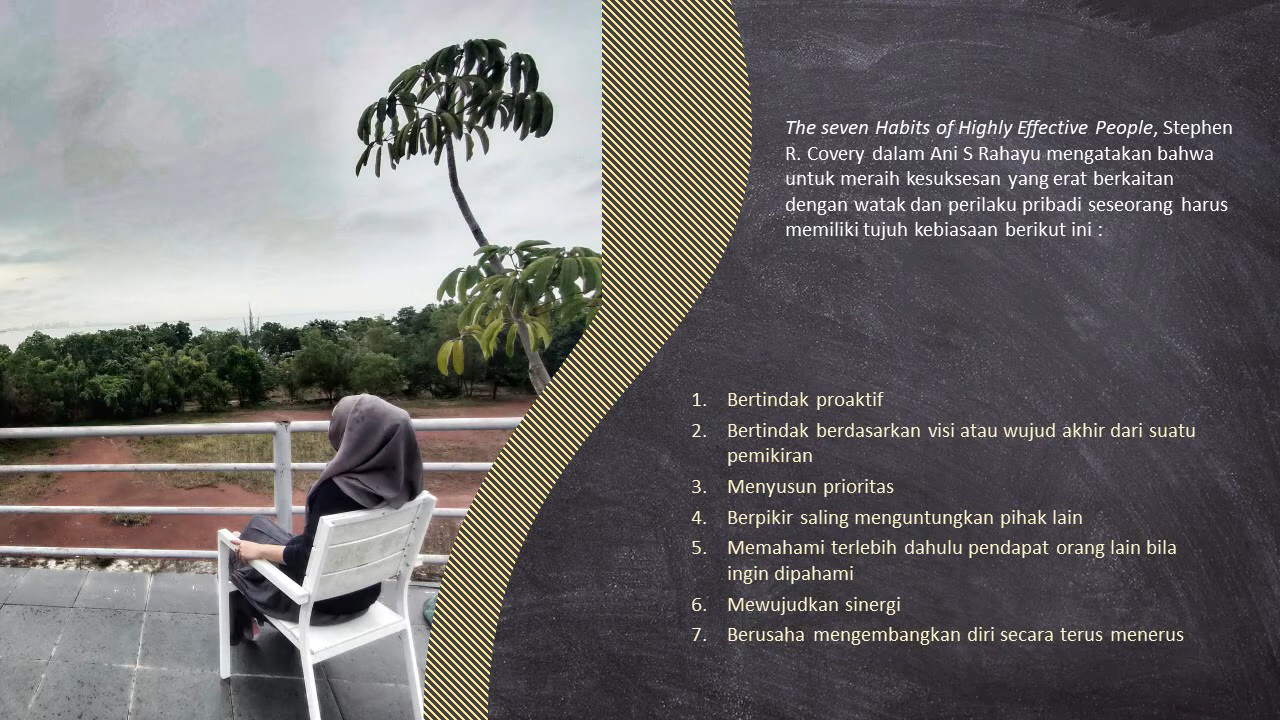 The seven Habits of Highly Effective People, Stephen
R. Covery dalam Ani S Rahayu mengatakan bahwa
untuk meraih kesuksesan yang erat berkaitan
dengan watak dan perilaku pribadi seseorang harus
memiliki tujuh kebiasaan berikut ini :
1. Bertindak proaktif
2. Bertindak berdasarkan visi atau wujud akhir dari suatu
pemikiran
3. Menyusun prioritas
4. Berpikir saling menguntungkan pihak lain
5. Memahami terlebih dahulu pendapat orang lain bila
ingin dipahami
6. Mewujudkan sinergi
7. Berusaha mengembangkan diri secara terus menerus